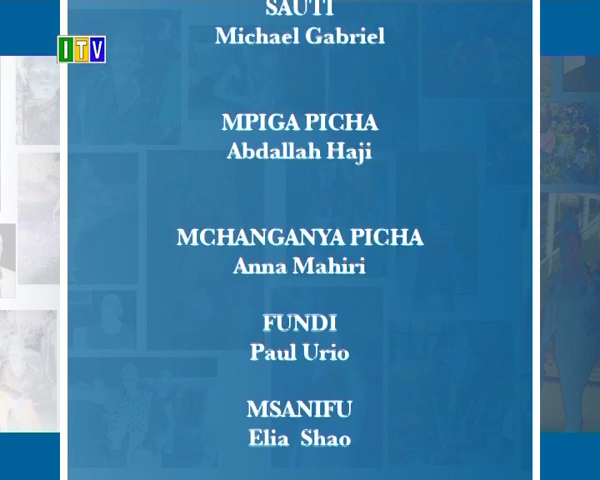 SAUTI
Michael Gabriel
ITV
MPIGA PICHA
Abdallah Haji
MCHANGANYA PICHA
Anna Mahiri
FUNDI
Paul Urio
MSANIFU
Elia Shao